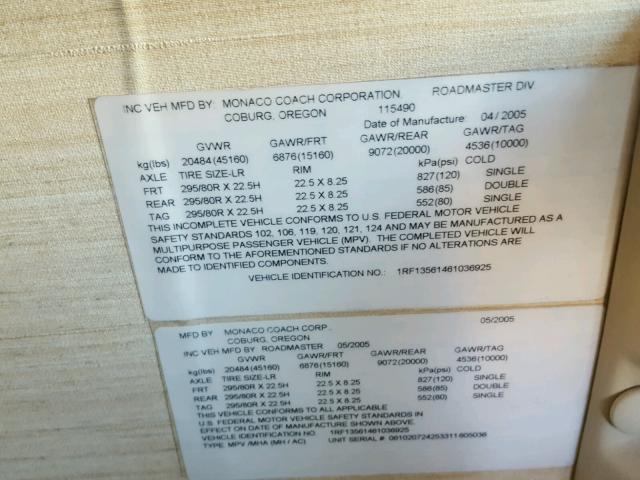 INC VEH MFD BY: MONACO COACH CORPORATION, ROADMASTER DIV
COBURG, OREGON 115490
Date of Manufacture: 04/2005
GVWR GAWR/FRT GAWR/REAR GAWR/TAG
kg(lbs) 20484(45160) 6876(15160) 9072(20000) 4536(10000)
AXLE TIRE SIZE-LR RIM kPa(psi) COLD
FRT 295/80R X 22.5H 22.5 X 8.25 827(120) SINGLE
REAR 295/80R X 22.5H 22.5 X 8.25 586(85) DOUBLE
TAG 295/80R X 22.5H 22.5 X 8.25 552(80) SINGLE
THIS INCOMPLETE VEHICLE CONFORMS TO U.S. FEDERAL MOTOR VEHICLE
SAFETY STANDARDS 102, 106, 119, 120, 121, 124 AND MAY BE MANUFACTURED AS A
MULTIPURPOSE PASSENGER VEHICLE (MPV). THE COMPLETED VEHICLE WILL
CONFORM TO THE AFOREMENTIONED STANDARDS IF NO ALTERATIONS ARE
MADE TO IDENTIFIED COMPONENTS.
VEHICLE IDENTIFICATION NO.: 1RF13561461036925
MFD BY MONACO COACH CORP., 05/2005
COBURG, OREGON
INC VEH MFD BY ROADMASTER 05/2005
GVWR GAWR/FRT GAWR/REAR GAWR/TAG
kg(lbs) 20484(45160) 6876(15160) 9072(20000) 4536(10000)
AXLE TIRE SIZE-LR RIM kPa(psi) COLD
FRT 295/80R X 22.5H 22.5 X 8.25 827(120) SINGLE
REAR 295/80R X 22.5H 22.5 X 8.25 586(85) DOUBLE
TAG 295/80R X 22.5H 22.5 X 8.25 552(80) SINGLE
THIS VEHICLE CONFORMS TO ALL APPLICABLE
U.S. FEDERAL MOTOR VEHICLE SAFETY STANDARDS IN
EFFECT ON DATE OF MANUFACTURE SHOWN ABOVE.
VEHICLE IDENTIFICATION NO. 1RF13561461036925
TYPE: MPV /MHA (MH / AC) UNIT SERIAL #